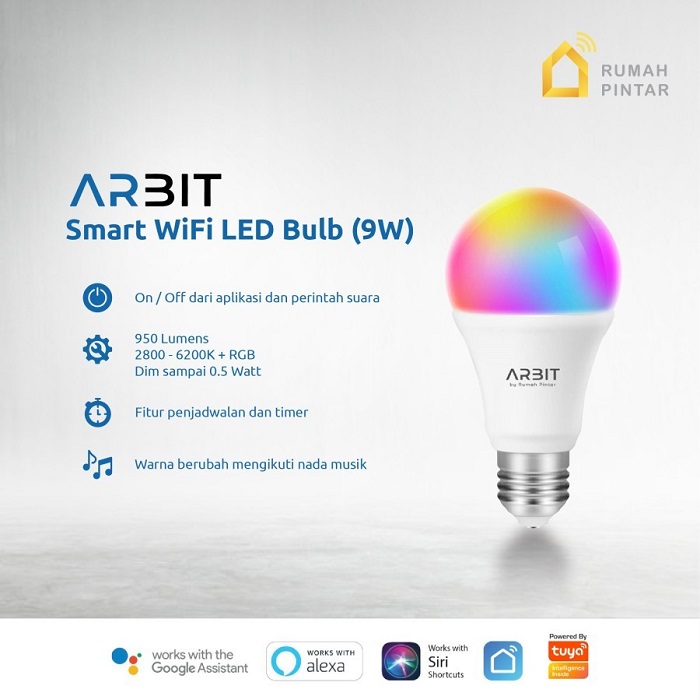 RUMAH
PINTAR
ARBIT
Smart WiFi LED Bulb (9W)
On / Off dari aplikasi dan perintah suara
950 Lumens
2800 - 6200K + RGB
Dim sampai 0.5 Watt
Fitur penjadwalan dan timer
Warna berubah mengikuti nada musik
ARBIT
by Rumah Pintar
works with the
Google Assistant
WORKS WITH
alexa
Works with
Siri
Shortcuts
Powered By
tuya
Intelligence
Inside